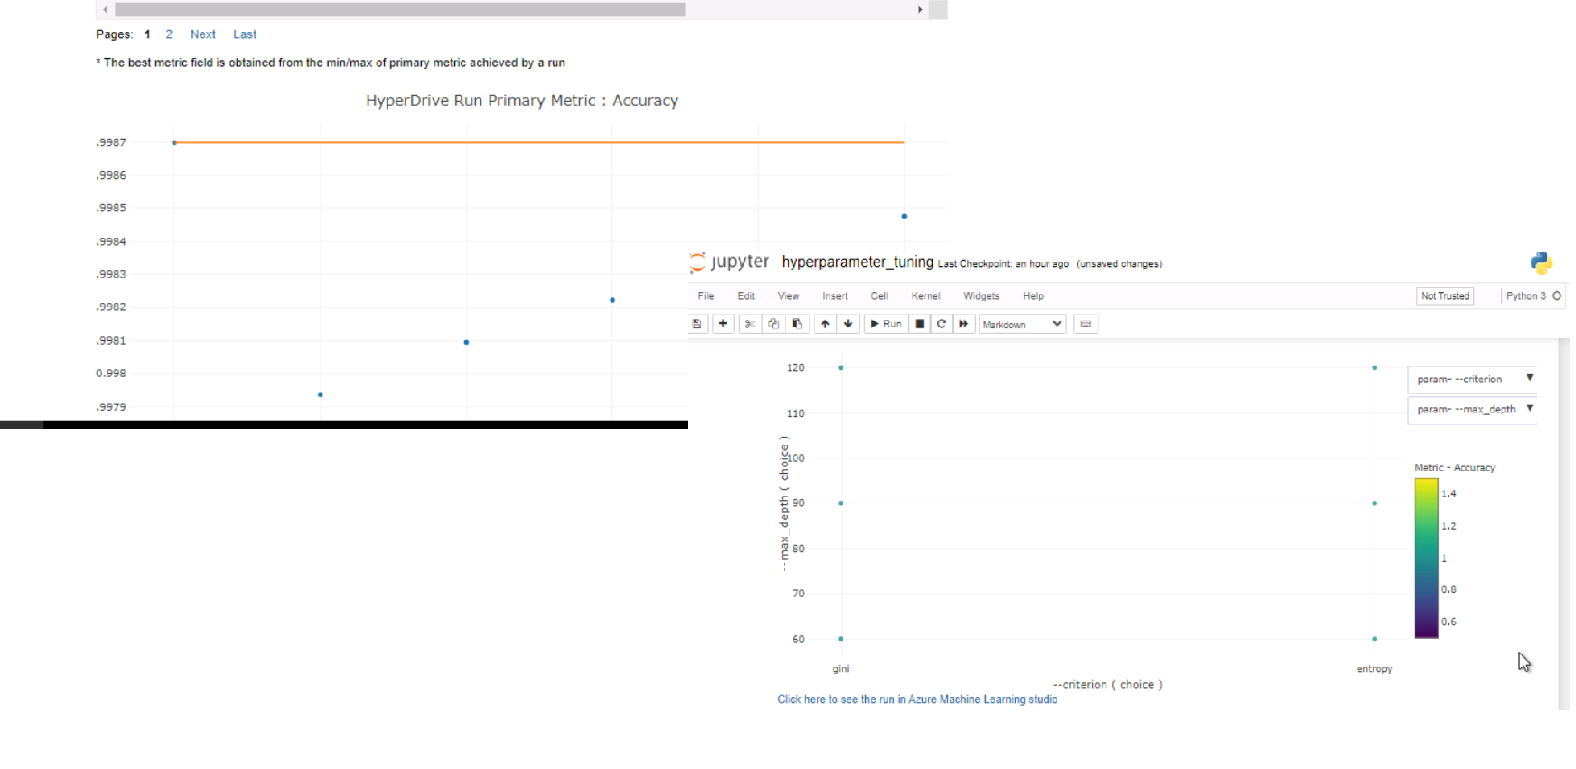 Pages: 1 2 Next Last
* The best metric field is obtained from the min/max of primary metric achieved by a run
HyperDrive Run Primary Metric : Accuracy
.9987
.9986
.9985
.9984
.9983
.9982
.9981
0.998
.9979
jupyter hyperparameter_tuning Last Checkpoint: an hour ago (unsaved changes)
File Edit View Insert Cell Kernel Widgets Help Not Trusted Python 3
Run Markdown
120
110
100
90
80
70
60
--max_depth ( choice )
gini entropy
--criterion ( choice )
param- --criterion
param- --max_depth
Metric - Accuracy
1.4
1.2
1
0.8
0.6
Click here to see the run in Azure Machine Learning studio